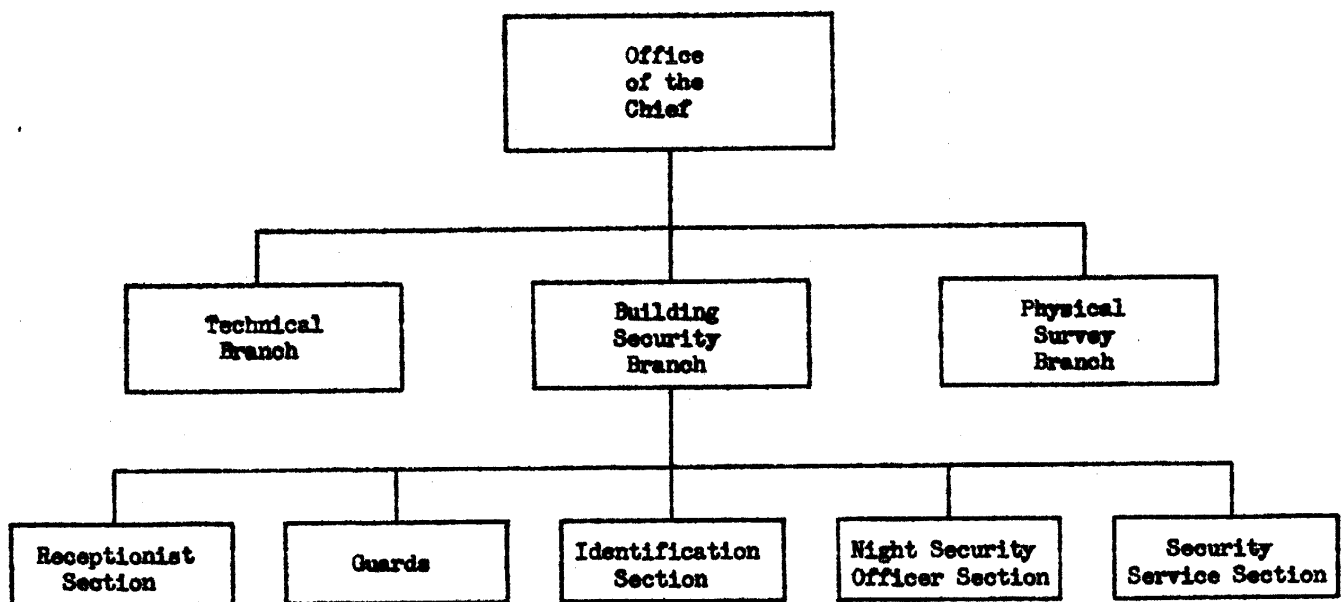 Office
of the
Chief
Technical
Branch
Building
Security
Branch
Physical
Survey
Branch
Receptionist
Section
Guards
Identification
Section
Night Security
Officer Section
Security
Service Section